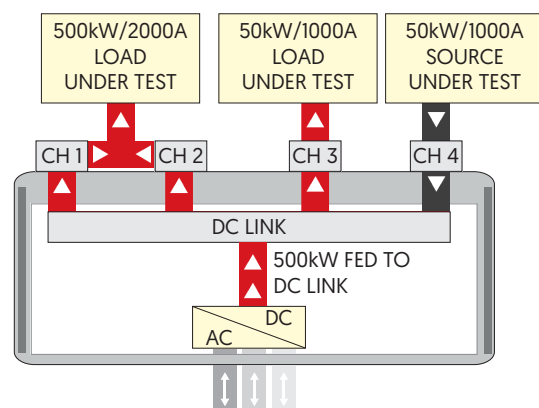 500kW/2000A
LOAD
UNDER TEST
50kW/1000A
LOAD
UNDER TEST
50kW/1000A
SOURCE
UNDER TEST
CH 1
CH 2
CH 3
CH 4
DC LINK
500kW FED TO
DC LINK
DC
AC